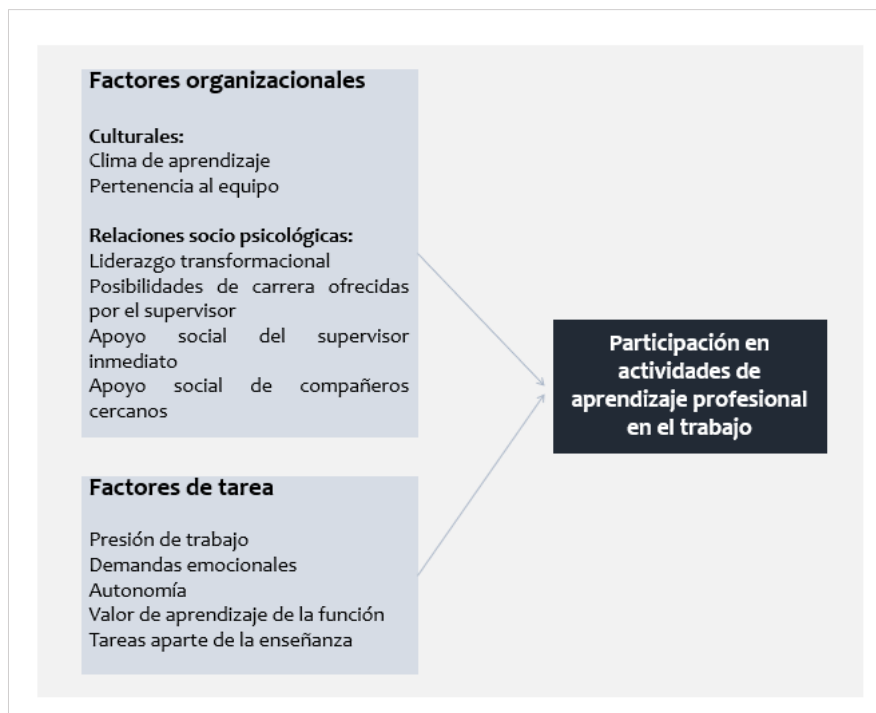 Factores organizacionales
Culturales:
Clima de aprendizaje
Pertenencia al equipo
Relaciones socio psicológicas:
Liderazgo transformacional
Posibilidades de carrera ofrecidas
por el supervisor
Apoyo social del supervisor
inmediato
Apoyo social de compañeros
cercanos
Factores de tarea
Presión de trabajo
Demandas emocionales
Autonomía
Valor de aprendizaje de la función
Tareas aparte de la enseñanza
Participación en
actividades de
aprendizaje profesional
en el trabajo